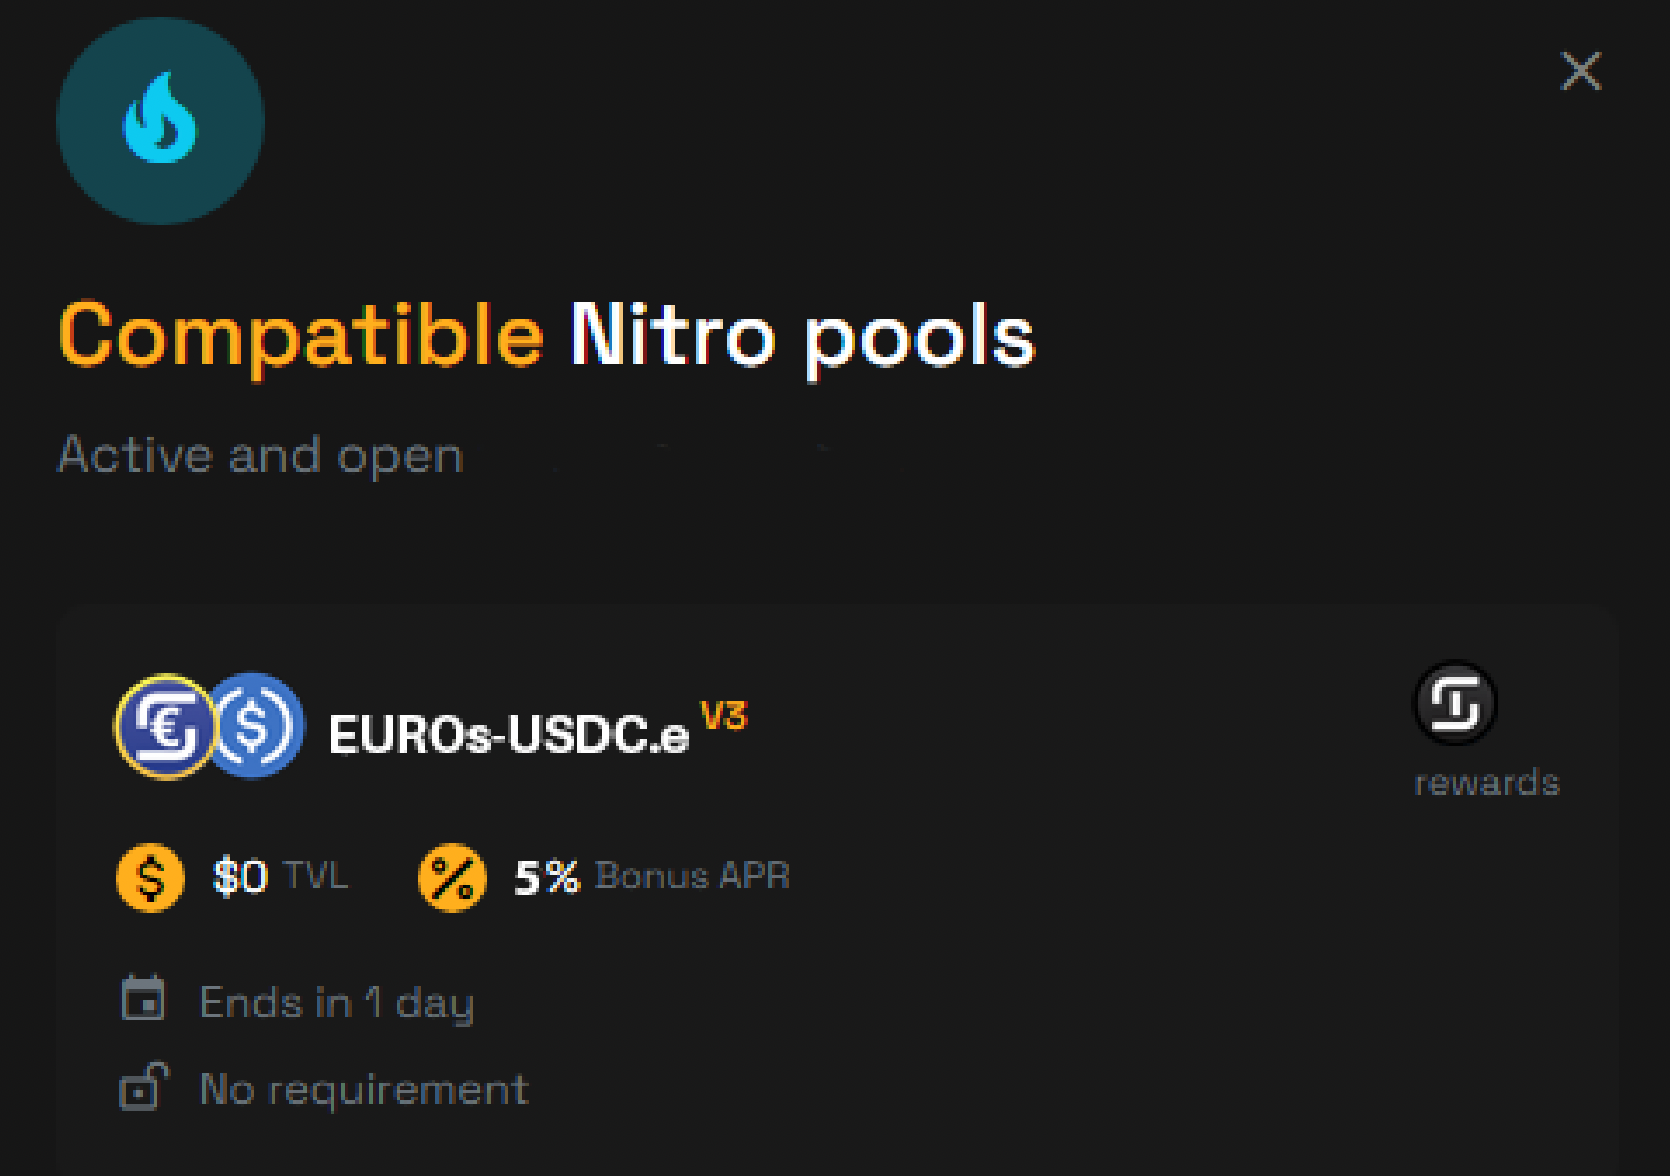 Compatible Nitro pools
Active and open
EUROs-USDC.e V3
rewards
$0 TVL 5% Bonus APR
Ends in 1 day
No requirement